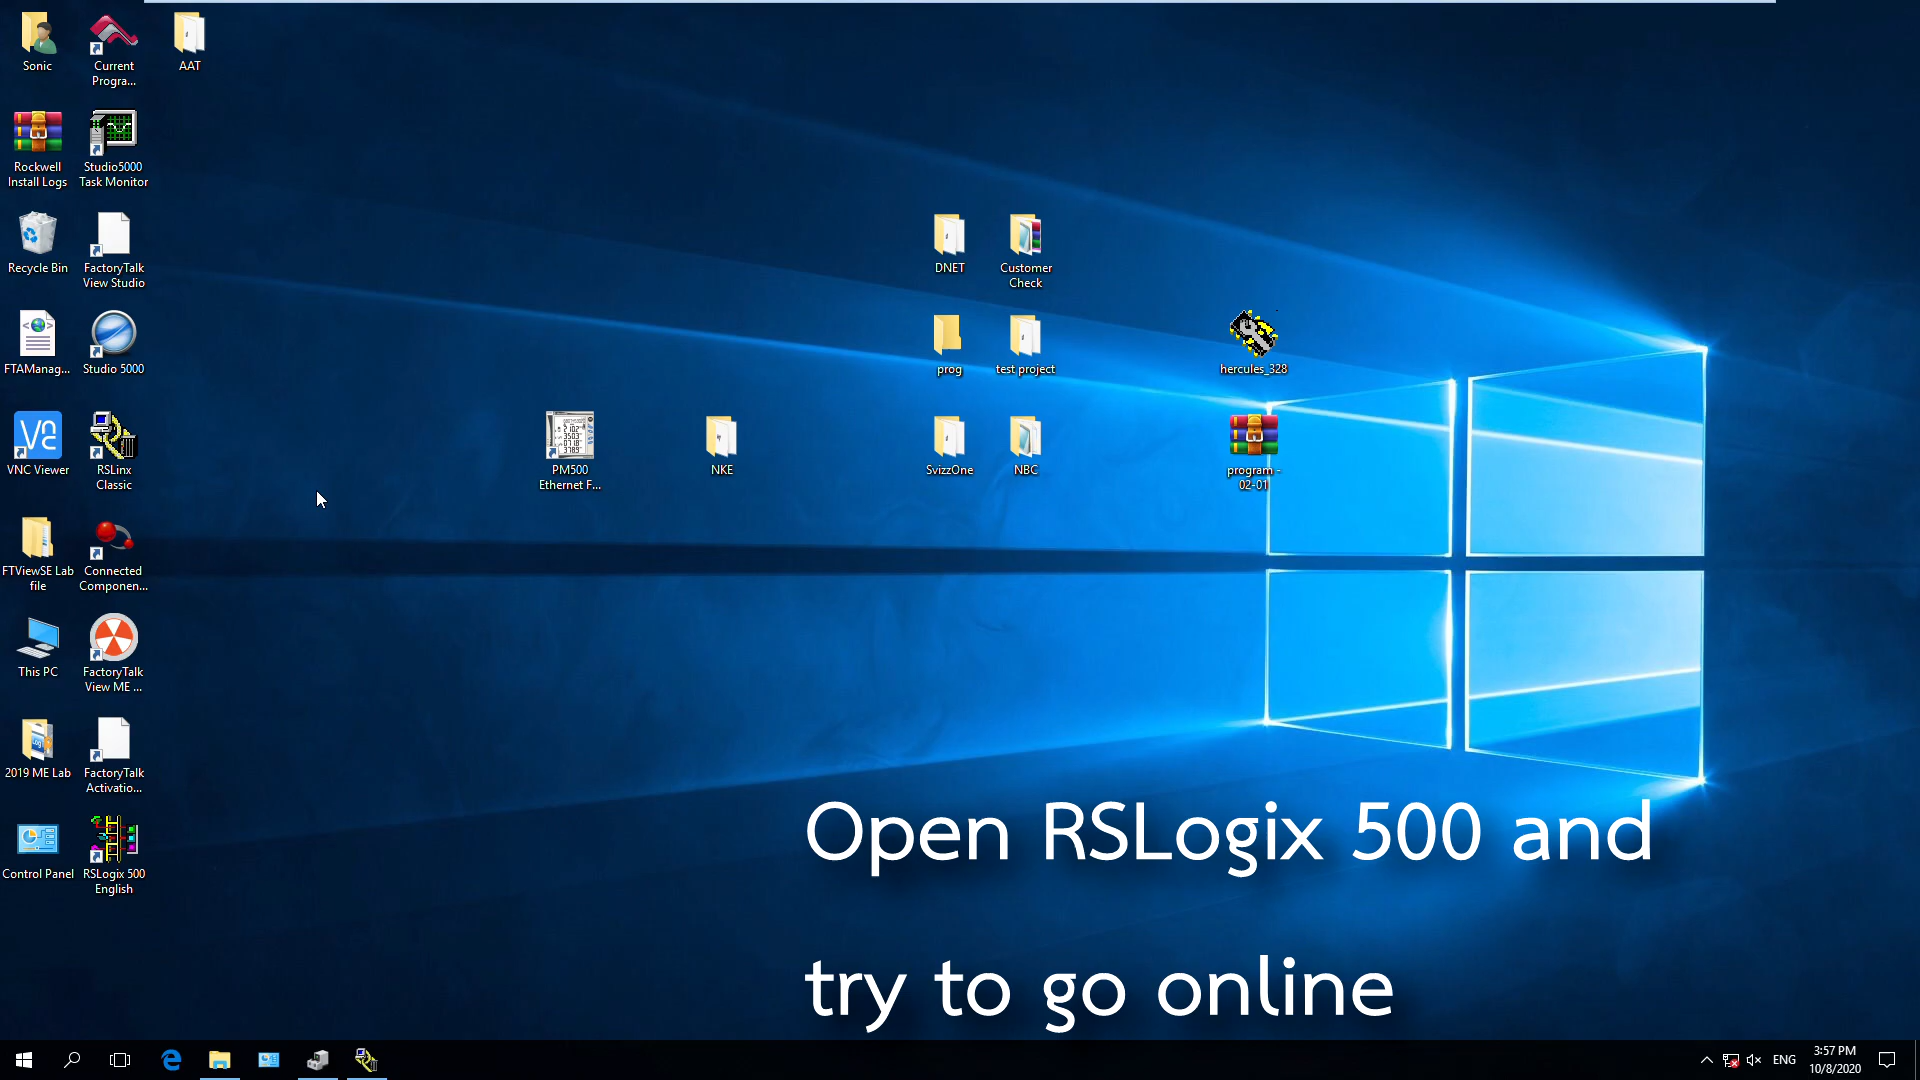 Sonic
Current
Progra...
AAT
Rockwell
Install Logs
Studio5000
Task Monitor
Recycle Bin
FactoryTalk
View Studio
DNET
Customer
Check
FTAManag...
Studio 5000
prog
test project
hercules_328
VNC Viewer
RSLinx
Classic
PM500
Ethernet F...
NKE
SvizzOne
NBC
program -
02-01
FTViewSE Lab
file
Connected
Componen...
This PC
FactoryTalk
View ME ...
2019 ME Lab
FactoryTalk
Activatio...
Control Panel
RSLogix 500
English
Open RSLogix 500 and
try to go online
ENG
3:57 PM
10/8/2020